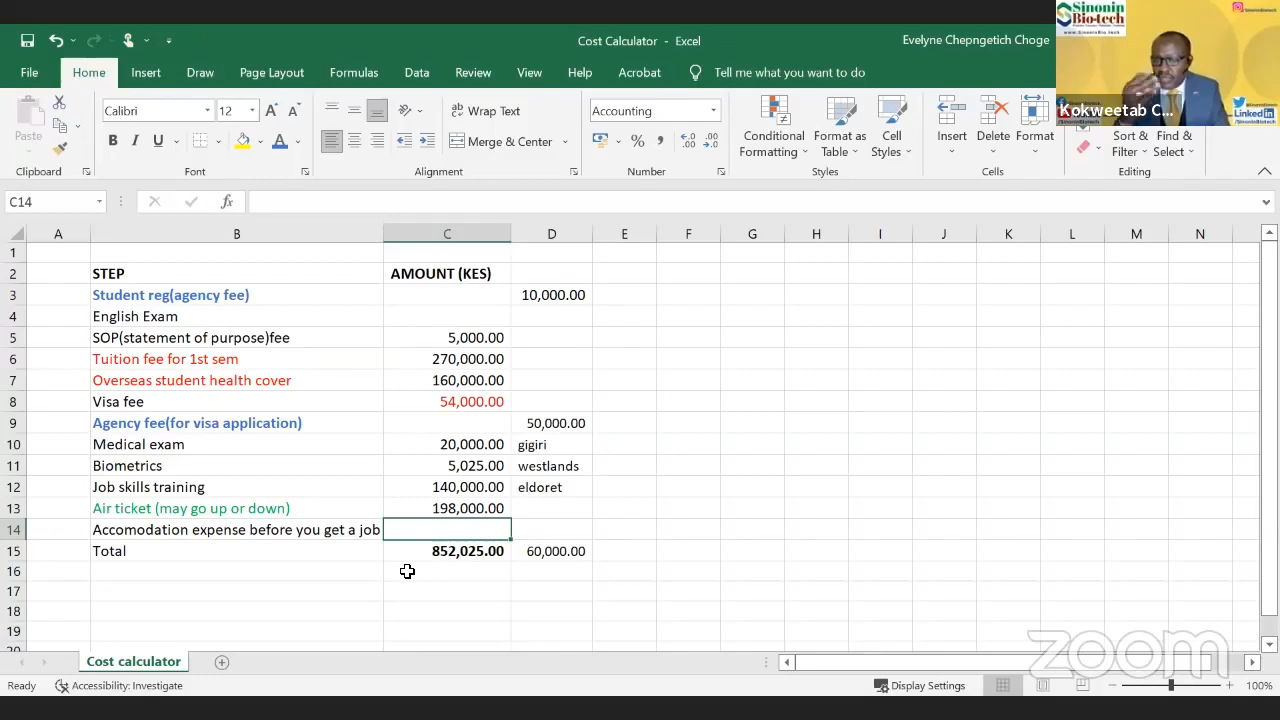 Sinonin
Bio-tech
www.SinoninBio.tech
Cost Calculator - Excel
Evelyne Chepngetich Choge
Kokweetab C...
LinkedIn
/SinoninBiotech
File Home Insert Draw Page Layout Formulas Data Review View Help Acrobat Tell me what you want to do
Paste
Calibri 12
Wrap Text
Accounting
B I U
Merge & Center
Conditional Formatting
Format as Table
Cell Styles
Insert Delete Format
Sort & Filter
Find & Select
Clipboard Font Alignment Number Styles Cells Editing
C14 fx
A B C D E F G H I J K L M N
1
2 STEP AMOUNT (KES)
3 Student reg(agency fee) 10,000.00
4 English Exam
5 SOP(statement of purpose)fee 5,000.00
6 Tuition fee for 1st sem 270,000.00
7 Overseas student health cover 160,000.00
8 Visa fee 54,000.00
9 Agency fee(for visa application) 50,000.00
10 Medical exam 20,000.00 gigiri
11 Biometrics 5,025.00 westlands
12 Job skills training 140,000.00 eldoret
13 Air ticket (may go up or down) 198,000.00
14 Accomodation expense before you get a job
15 Total 852,025.00 60,000.00
16
17
18
19
20
zoom
Cost calculator
Ready Accessibility: Investigate Display Settings 100%